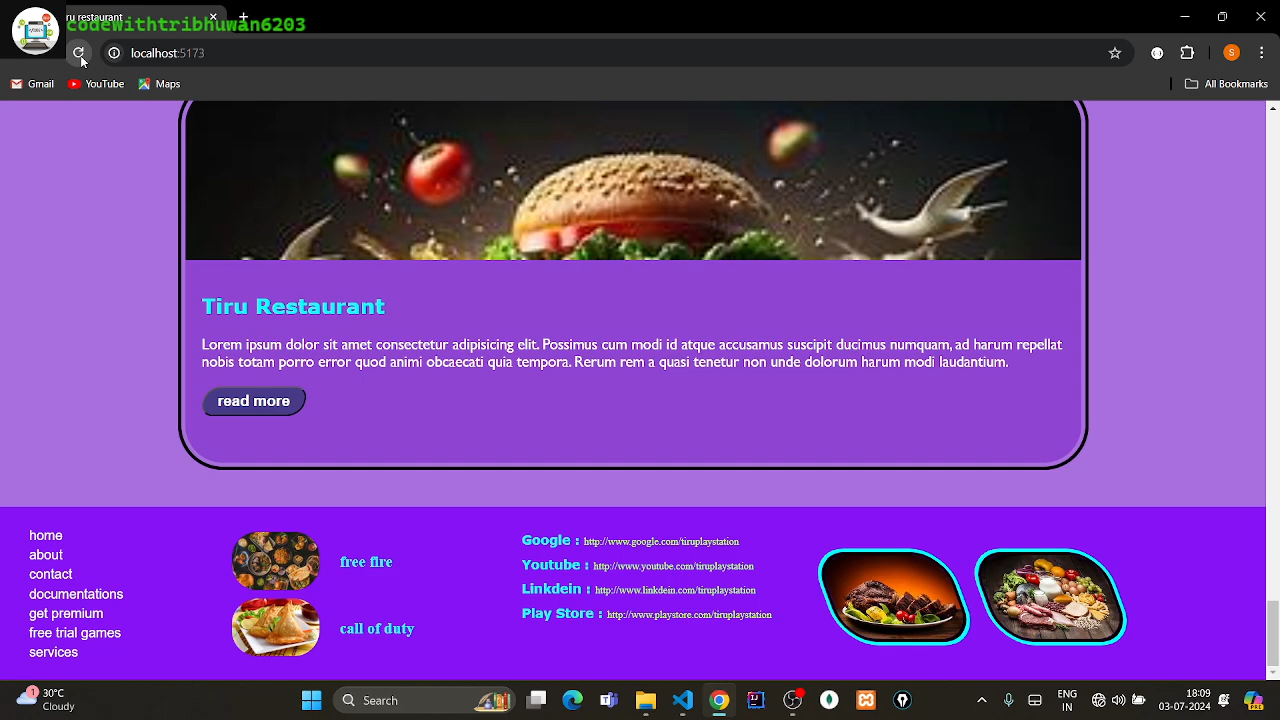 ru restaurant
codewithtribhuwan6203
localhost:5173
Gmail
YouTube
Maps
All Bookmarks
Tiru Restaurant
Lorem ipsum dolor sit amet consectetur adipisicing elit. Possimus cum modi id atque accusamus suscipit ducimus numquam, ad harum repellat
nobis totam porro error quod animi obcaecati quia tempora. Rerum rem a quasi tenetur non unde dolorum harum modi laudantium.
read more
home
about
contact
documentations
get premium
free trial games
services
free fire
call of duty
Google : http://www.google.com/tiruplaystation
Youtube : http://www.youtube.com/tiruplaystation
Linkdein : http://www.linkdein.com/tiruplaystation
Play Store : http://www.playstore.com/tiruplaystation
1
30°C
Cloudy
Search
ENG
IN
18:09
03-07-2024
S